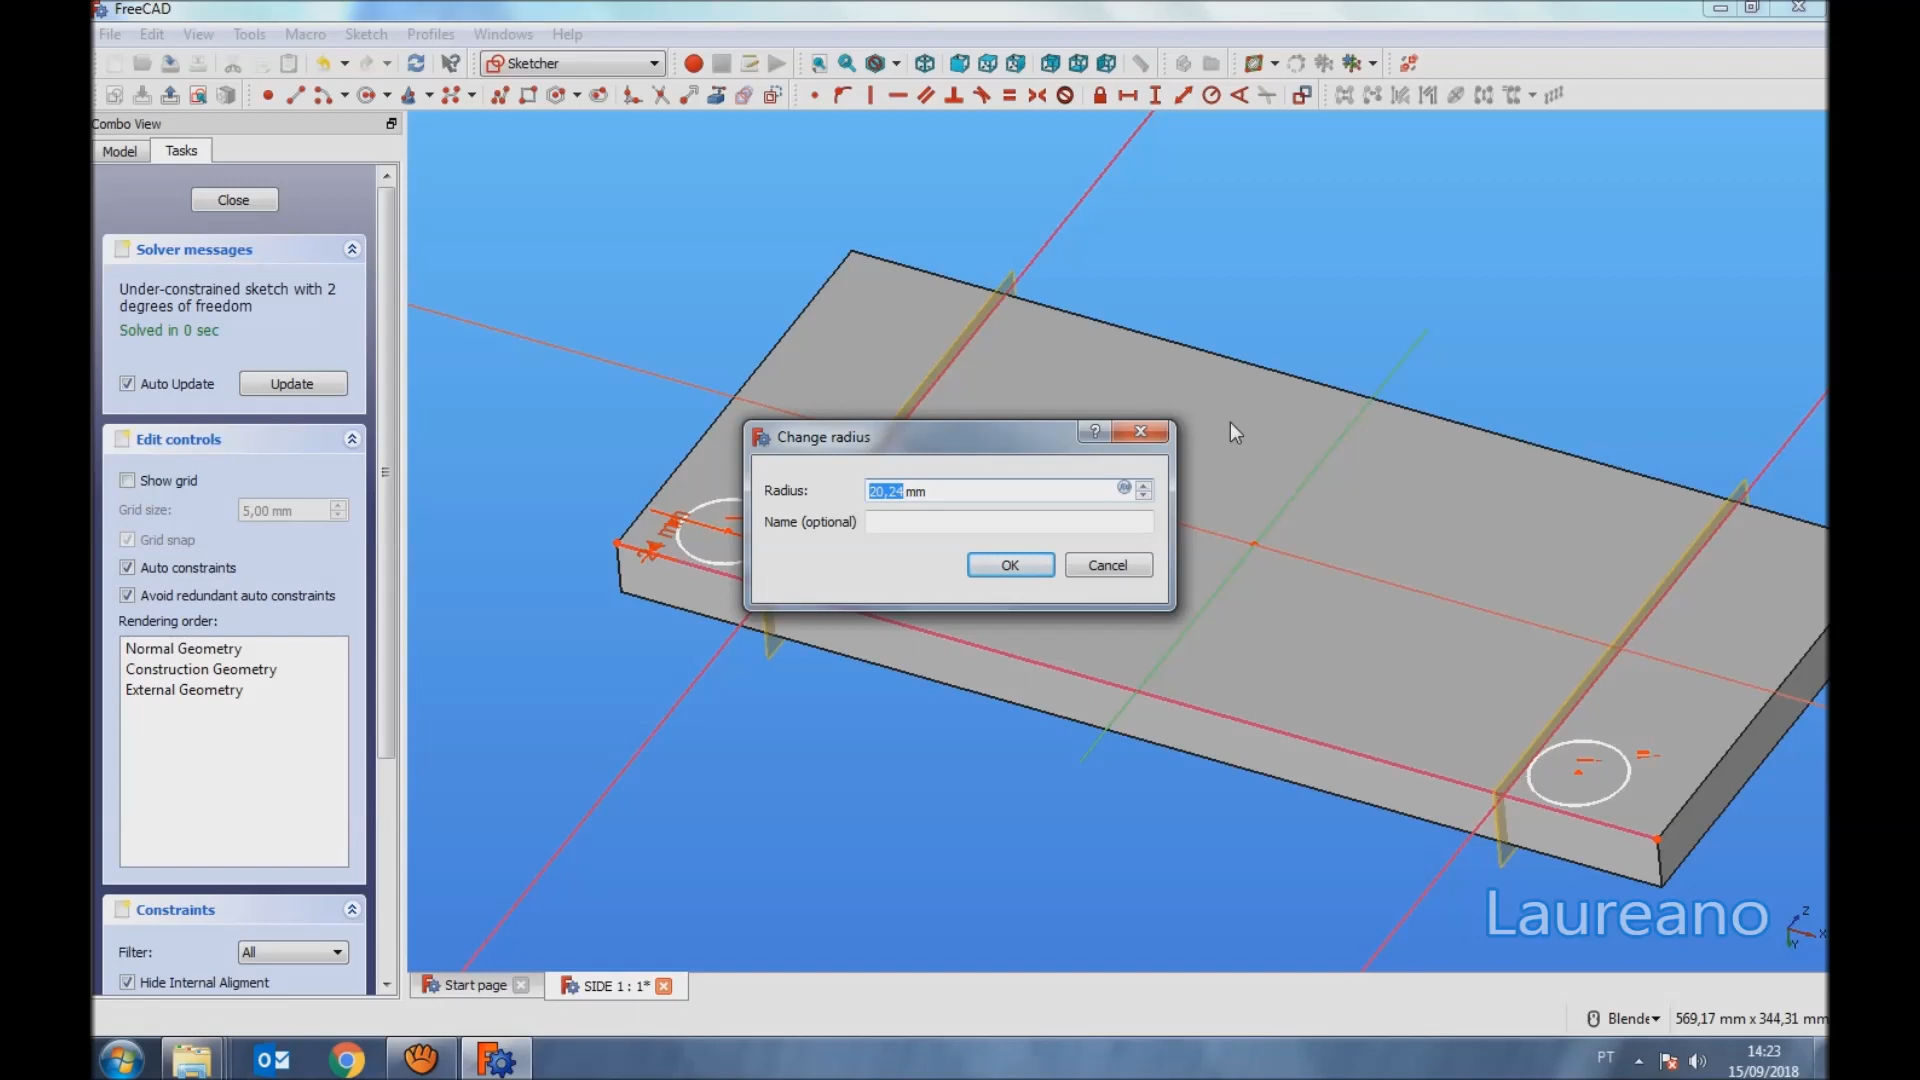 FreeCAD
File Edit View Tools Macro Sketch Profiles Windows Help
Sketcher
Combo View
Model Tasks
Close
Solver messages
Under-constrained sketch with 2
degrees of freedom
Solved in 0 sec
Auto Update Update
Edit controls
Show grid
Grid size: 5,00 mm
Grid snap
Auto constraints
Avoid redundant auto constraints
Rendering order:
Normal Geometry
Construction Geometry
External Geometry
Constraints
Filter: All
Hide Internal Aligment
Change radius
Radius: 20,24 mm
Name (optional)
OK Cancel
Laureano
Z
X
Y
Start page SIDE 1 : 1*
Blende 569,17 mm x 344,31 mm
PT
14:23
15/09/2018